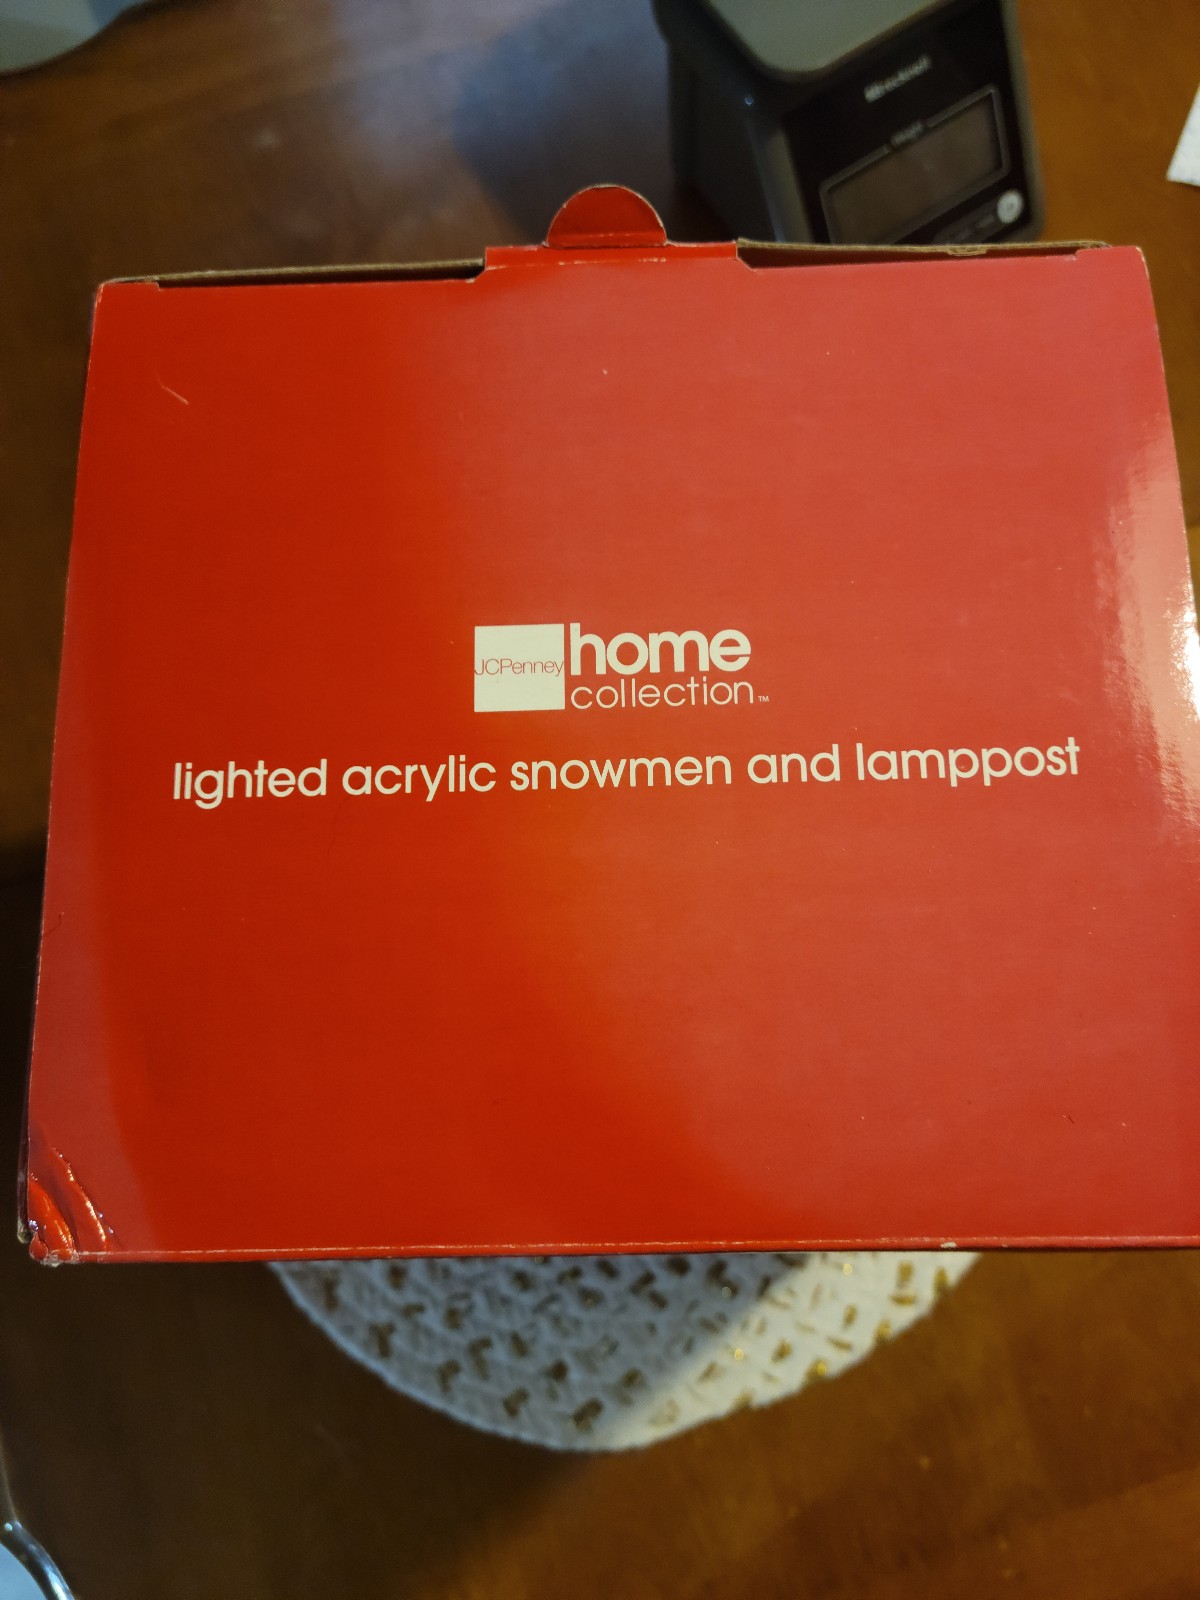 JCPenney
home
collection™
lighted acrylic snowmen and lamppost